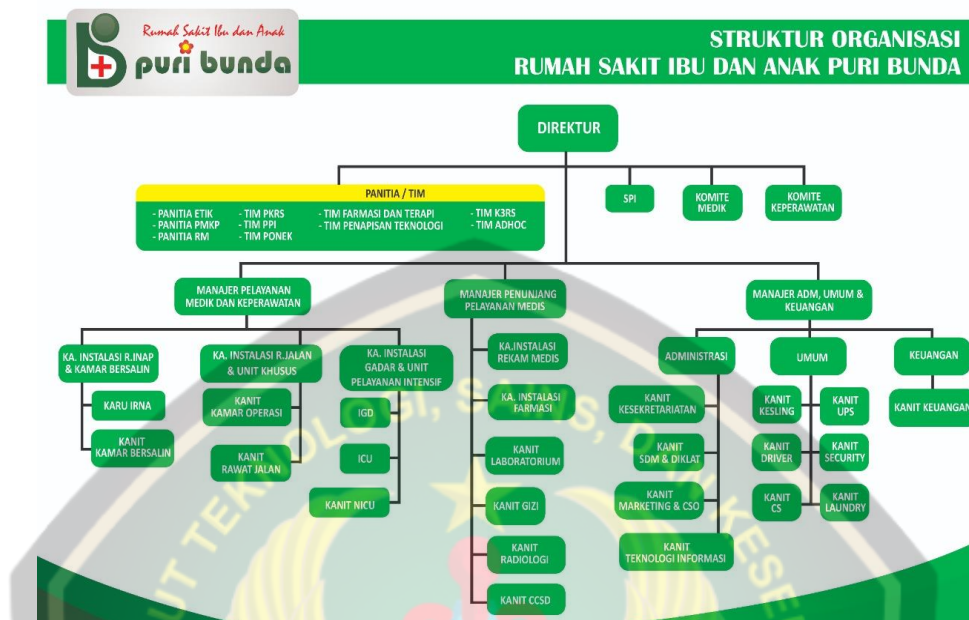 Rumah Sakit Ibu dan Anak
puri bunda
STRUKTUR ORGANISASI
RUMAH SAKIT IBU DAN ANAK PURI BUNDA
DIREKTUR
PANITIA / TIM
- PANITIA ETIK
- PANITIA PMKP
- PANITIA RM
- TIM PKRS
- TIM PPI
- TIM PONEK
- TIM FARMASI DAN TERAPI
- TIM PENAPISAN TEKNOLOGI
- TIM K3RS
- TIM ADHOC
SPI
KOMITE
MEDIK
KOMITE
KEPERAWATAN
MANAJER PELAYANAN
MEDIK DAN KEPERAWATAN
KA. INSTALASI R.INAP
& KAMAR BERSALIN
KARU IRNA
KANIT
KAMAR BERSALIN
KA. INSTALASI R.JALAN
& UNIT KHUSUS
KANIT
KAMAR OPERASI
KANIT
RAWAT JALAN
KA. INSTALASI
GADAR & UNIT
PELAYANAN INTENSIF
IGD
ICU
KANIT NICU
MANAJER PENUNJANG
PELAYANAN MEDIS
KA.INSTALASI
REKAM MEDIS
KA. INSTALASI
FARMASI
KANIT
LABORATORIUM
KANIT GIZI
KANIT
RADIOLOGI
KANIT CCSD
MANAJER ADM, UMUM &
KEUANGAN
ADMINISTRASI
KANIT
KESEKRETARIATAN
KANIT
SDM & DIKLAT
KANIT
MARKETING & CSO
KANIT
TEKNOLOGI INFORMASI
UMUM
KANIT
KESLING
KANIT
UPS
KANIT
DRIVER
KANIT
SECURITY
KANIT
CS
KANIT
LAUNDRY
KEUANGAN
KANIT KEUANGAN
TEKNOLOGI, SAINS, DAN